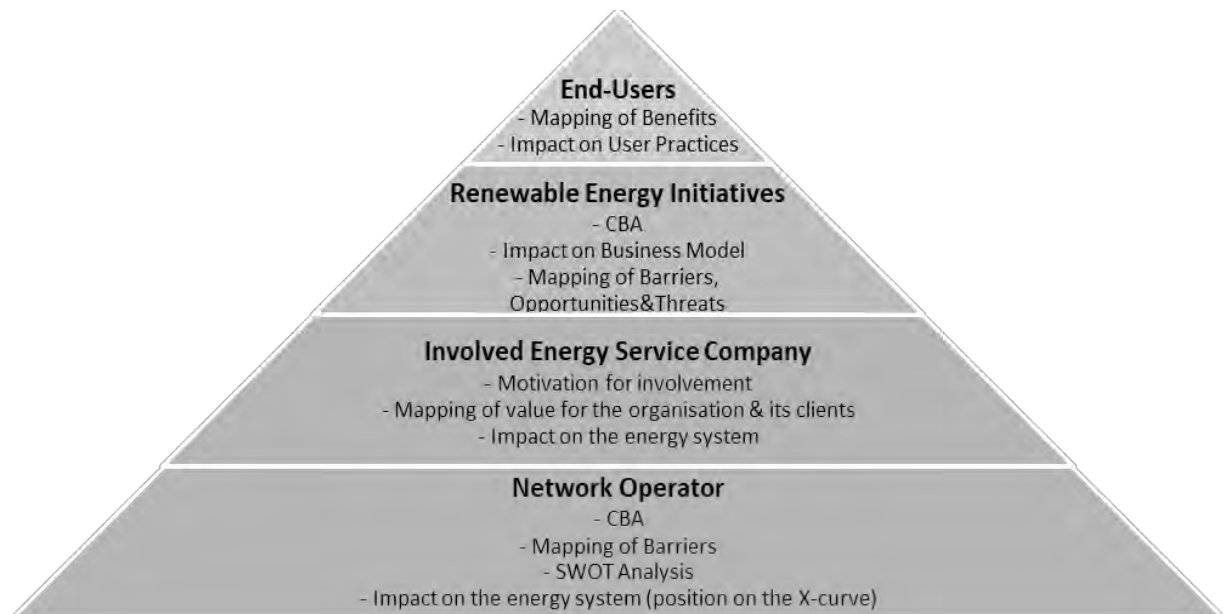 End-Users
- Mapping of Benefits
- Impact on User Practices
Renewable Energy Initiatives
- CBA
- Impact on Business Model
- Mapping of Barriers,
Opportunities&Threats
Involved Energy Service Company
- Motivation for involvement
- Mapping of value for the organisation & its clients
- Impact on the energy system
Network Operator
- CBA
- Mapping of Barriers
- SWOT Analysis
- Impact on the energy system (position on the X-curve)